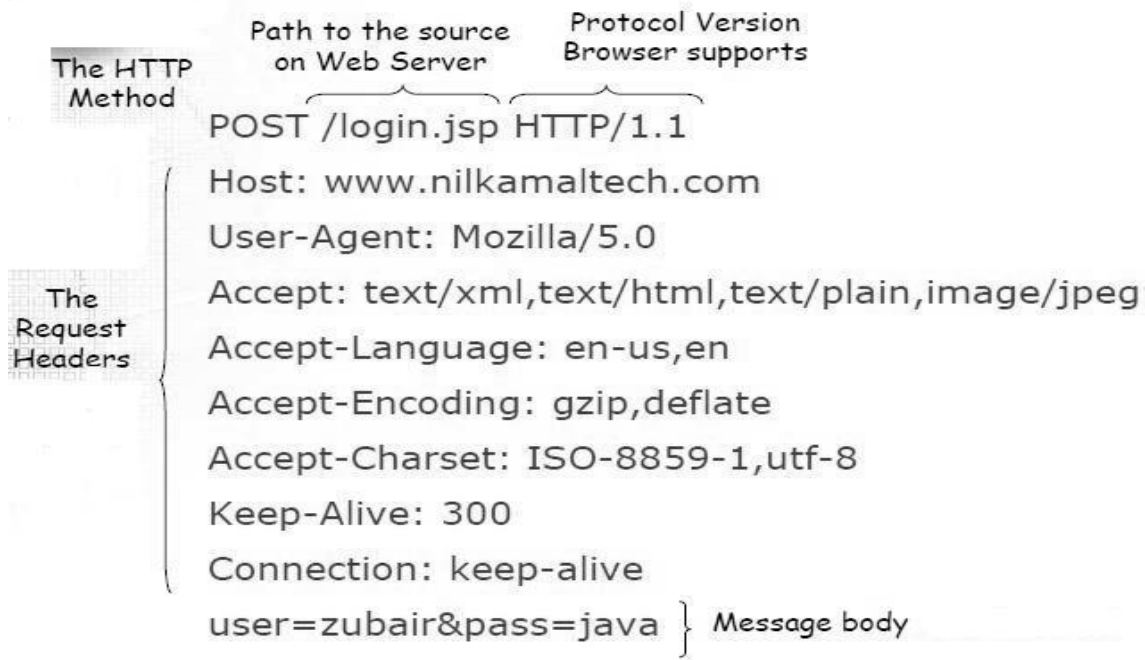 Path to the source
on Web Server
Protocol Version
Browser supports
The HTTP
Method
POST /login.jsp HTTP/1.1
Host: www.nilkamaltech.com
User-Agent: Mozilla/5.0
Accept: text/xml,text/html,text/plain,image/jpeg
The
Request
Headers
Accept-Language: en-us,en
Accept-Encoding: gzip,deflate
Accept-Charset: ISO-8859-1,utf-8
Keep-Alive: 300
Connection: keep-alive
user=zubair&pass=java
Message body